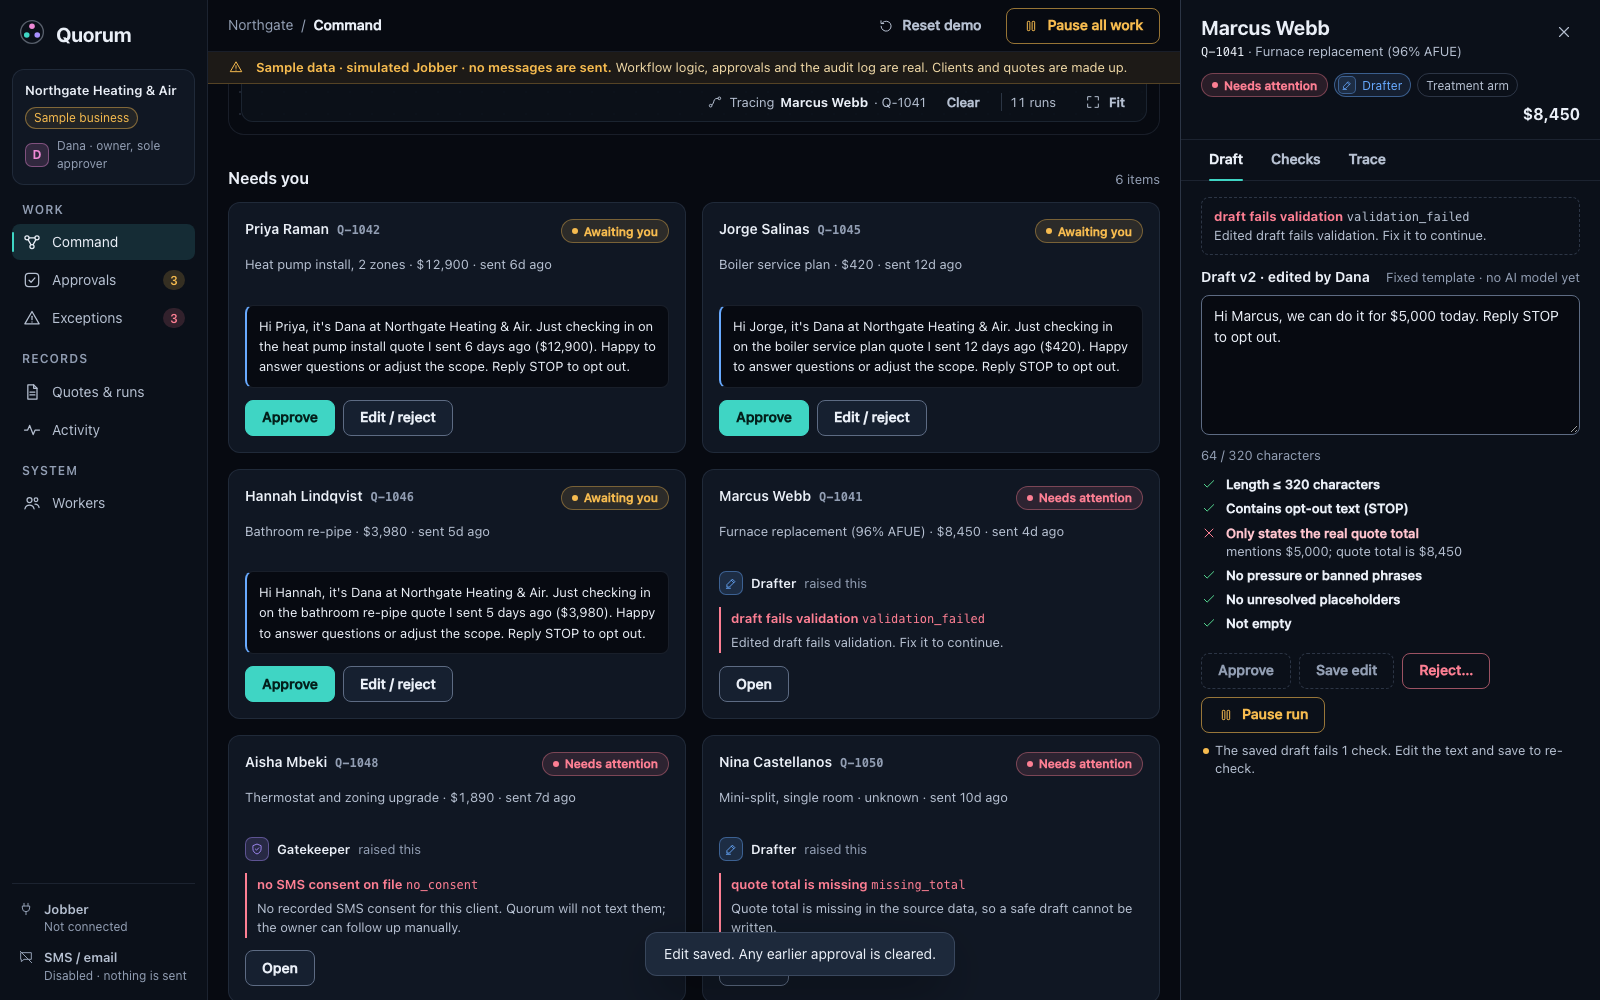 Quorum
Northgate Heating & Air
Sample business
D
Dana · owner, sole
approver
WORK
Command
Approvals
3
Exceptions
3
RECORDS
Quotes & runs
Activity
SYSTEM
Workers
Jobber
Not connected
SMS / email
Disabled · nothing is sent
Northgate / Command
Reset demo
Pause all work
Sample data · simulated Jobber · no messages are sent. Workflow logic, approvals and the audit log are real. Clients and quotes are made up.
Tracing Marcus Webb · Q-1041
Clear
11 runs
Fit
Needs you
6 items
Priya Raman Q-1042
Awaiting you
Heat pump install, 2 zones · $12,900 · sent 6d ago
Hi Priya, it's Dana at Northgate Heating & Air. Just checking in on
the heat pump install quote I sent 6 days ago ($12,900). Happy to
answer questions or adjust the scope. Reply STOP to opt out.
Approve
Edit / reject
Jorge Salinas Q-1045
Awaiting you
Boiler service plan · $420 · sent 12d ago
Hi Jorge, it's Dana at Northgate Heating & Air. Just checking in
on the boiler service plan quote I sent 12 days ago ($420). Happy
to answer questions or adjust the scope. Reply STOP to opt out.
Approve
Edit / reject
Hannah Lindqvist Q-1046
Awaiting you
Bathroom re-pipe · $3,980 · sent 5d ago
Hi Hannah, it's Dana at Northgate Heating & Air. Just checking in
on the bathroom re-pipe quote I sent 5 days ago ($3,980). Happy
to answer questions or adjust the scope. Reply STOP to opt out.
Approve
Edit / reject
Marcus Webb Q-1041
Needs attention
Furnace replacement (96% AFUE) · $8,450 · sent 4d ago
Drafter raised this
draft fails validation validation_failed
Edited draft fails validation. Fix it to continue.
Open
Aisha Mbeki Q-1048
Needs attention
Thermostat and zoning upgrade · $1,890 · sent 7d ago
Gatekeeper raised this
no SMS consent on file no_consent
No recorded SMS consent for this client. Quorum will not text them;
the owner can follow up manually.
Open
Nina Castellanos Q-1050
Needs attention
Mini-split, single room · unknown · sent 10d ago
Drafter raised this
quote total is missing missing_total
Quote total is missing in the source data, so a safe draft cannot be
written.
Edit saved. Any earlier approval is cleared.
Marcus Webb
Q-1041 · Furnace replacement (96% AFUE)
Needs attention
Drafter
Treatment arm
$8,450
Draft
Checks
Trace
draft fails validation validation_failed
Edited draft fails validation. Fix it to continue.
Draft v2 · edited by Dana
Fixed template · no AI model yet
Hi Marcus, we can do it for $5,000 today. Reply STOP
to opt out.
64 / 320 characters
Length ≤ 320 characters
Contains opt-out text (STOP)
Only states the real quote total
mentions $5,000; quote total is $8,450
No pressure or banned phrases
No unresolved placeholders
Not empty
Approve
Save edit
Reject...
Pause run
The saved draft fails 1 check. Edit the text and save to re-
check.